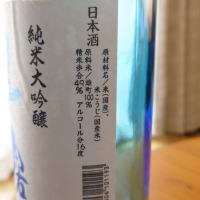 日本酒
原材料名/米(国産)、
米こうじ(国産米)
原料米/雄町100%
精米歩合49%
アルコール分16度
純米大吟醸